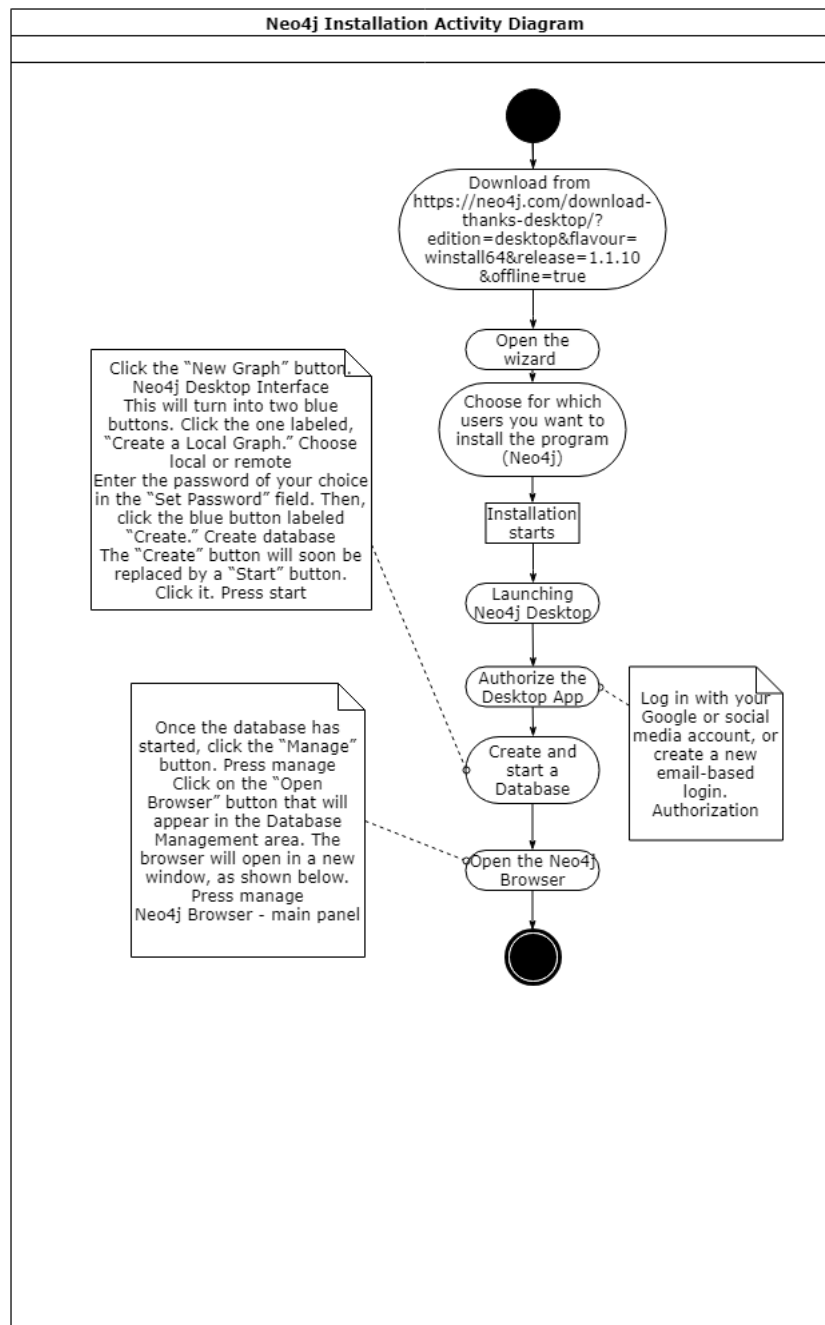 Neo4j Installation Activity Diagram
Download from
https://neo4j.com/download-
thanks-desktop/?
edition=desktop&flavour=
winstall64&release=1.1.10
&offline=true
Open the
wizard
Choose for which
users you want to
install the program
(Neo4j)
Installation
starts
Launching
Neo4j Desktop
Authorize the
Desktop App
Create and
start a
Database
Open the Neo4j
Browser
Click the “New Graph” button.
Neo4j Desktop Interface
This will turn into two blue
buttons. Click the one labeled,
“Create a Local Graph.” Choose
local or remote
Enter the password of your choice
in the “Set Password” field. Then,
click the blue button labeled
“Create.” Create database
The “Create” button will soon be
replaced by a “Start” button.
Click it. Press start
Once the database has
started, click the “Manage”
button. Press manage
Click on the “Open
Browser” button that will
appear in the Database
Management area. The
browser will open in a new
window, as shown below.
Press manage
Neo4j Browser - main panel
Log in with your
Google or social
media account, or
create a new
email-based
login.
Authorization